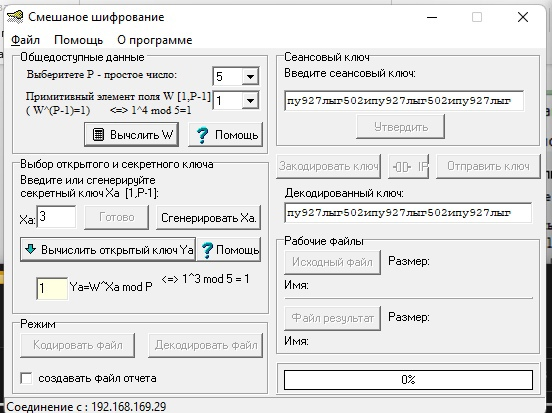 Смешаное шифрование
Файл Помощь О программе
Общедоступные данные
Выберитете P - простое число: 5
Примитивный элемент поля W [1,P-1] 1
( W^(P-1)=1) <=> 1^4 mod 5=1
Вычслить W Помощь
Выбор открытого и секретного ключа
Введите или сгенерируйте
секретный ключ Xa [1,P-1]:
Xa: 3 Готово Сгенерировать Xa.
Вычислить открытый ключ Ya Помощь
1 Ya=W^Xa mod P <=> 1^3 mod 5 = 1
Режим
Кодировать файл Декодировать файл
создавать файл отчета
Сеансовый ключ
Введите сеансовый ключ:
пу927лыг502ипу927лыг502ипу927лыг
Утвердить
Закодировать ключ IP Отправить ключ
Декодированный ключ:
пу927лыг502ипу927лыг502ипу927лыг
Рабочие файлы
Исходный файл Размер:
Имя:
Файл результат Размер:
Имя:
0%
Соединение с : 192.168.169.29